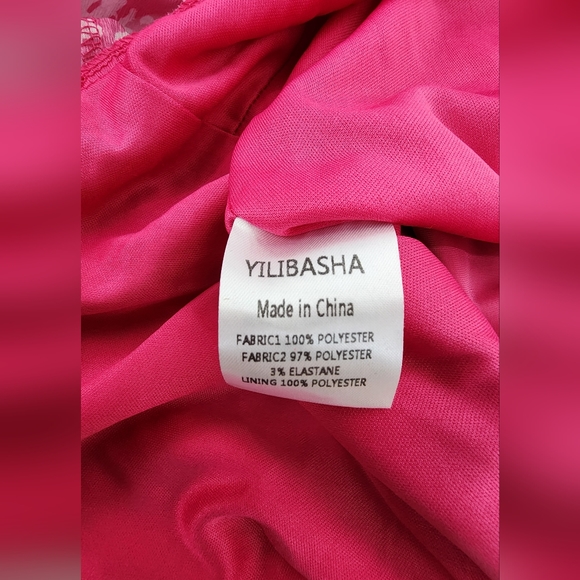 YILIBASHA
Made in China
FABRIC1 100% POLYESTER
FABRIC2 97% POLYESTER
3% ELASTANE
LINING 100% POLYESTER